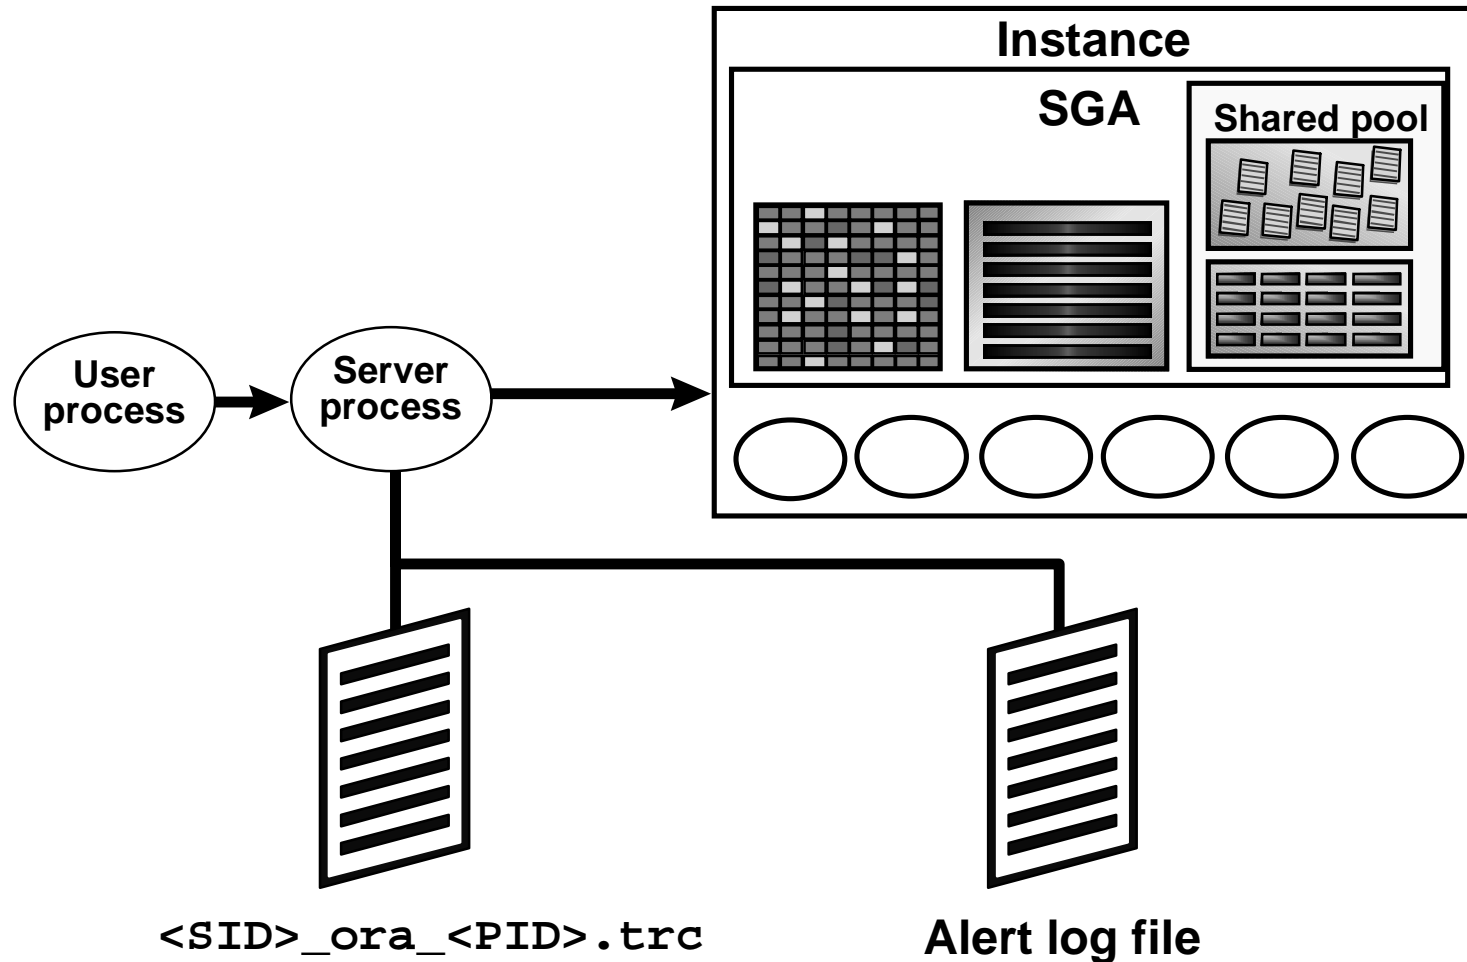 Instance
SGA
Shared pool
User
process
Server
process
<SID>_ora_<PID>.trc
Alert log file